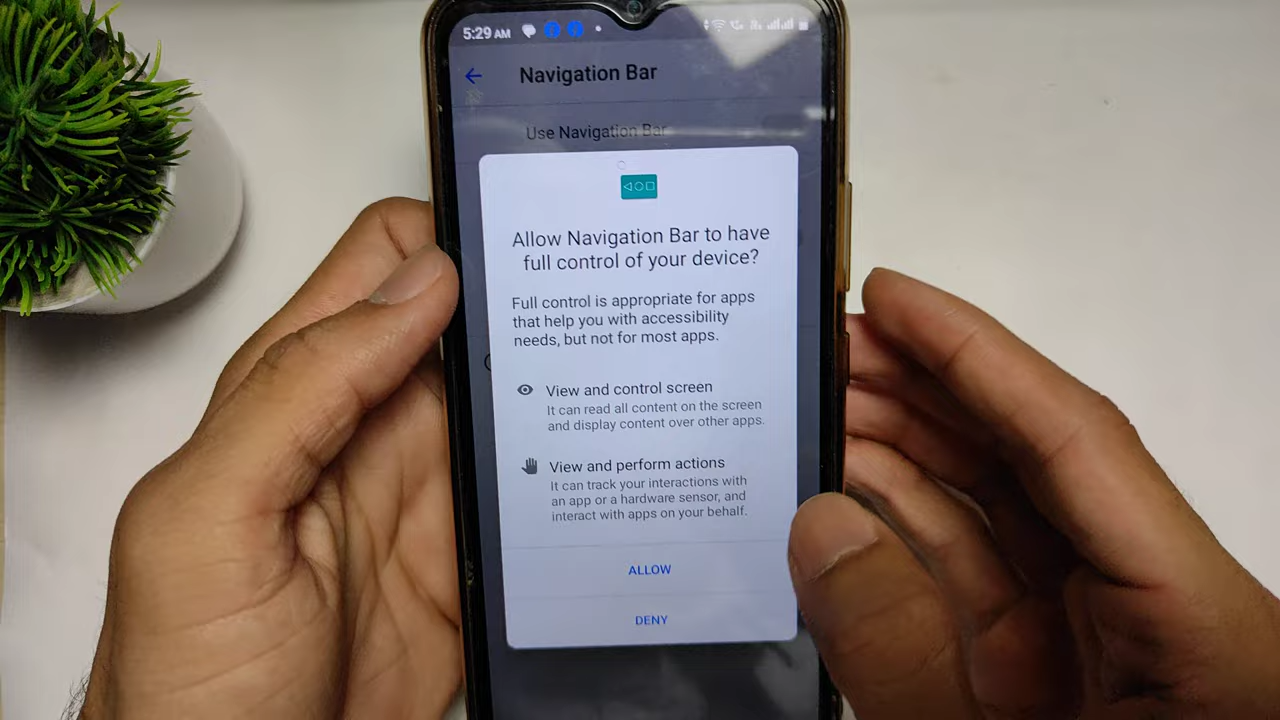 5:29 AM
Navigation Bar
Use Navigation Bar
Allow Navigation Bar to have
full control of your device?
Full control is appropriate for apps
that help you with accessibility
needs, but not for most apps.
View and control screen
It can read all content on the screen
and display content over other apps.
View and perform actions
It can track your interactions with
an app or a hardware sensor, and
interact with apps on your behalf.
ALLOW
DENY